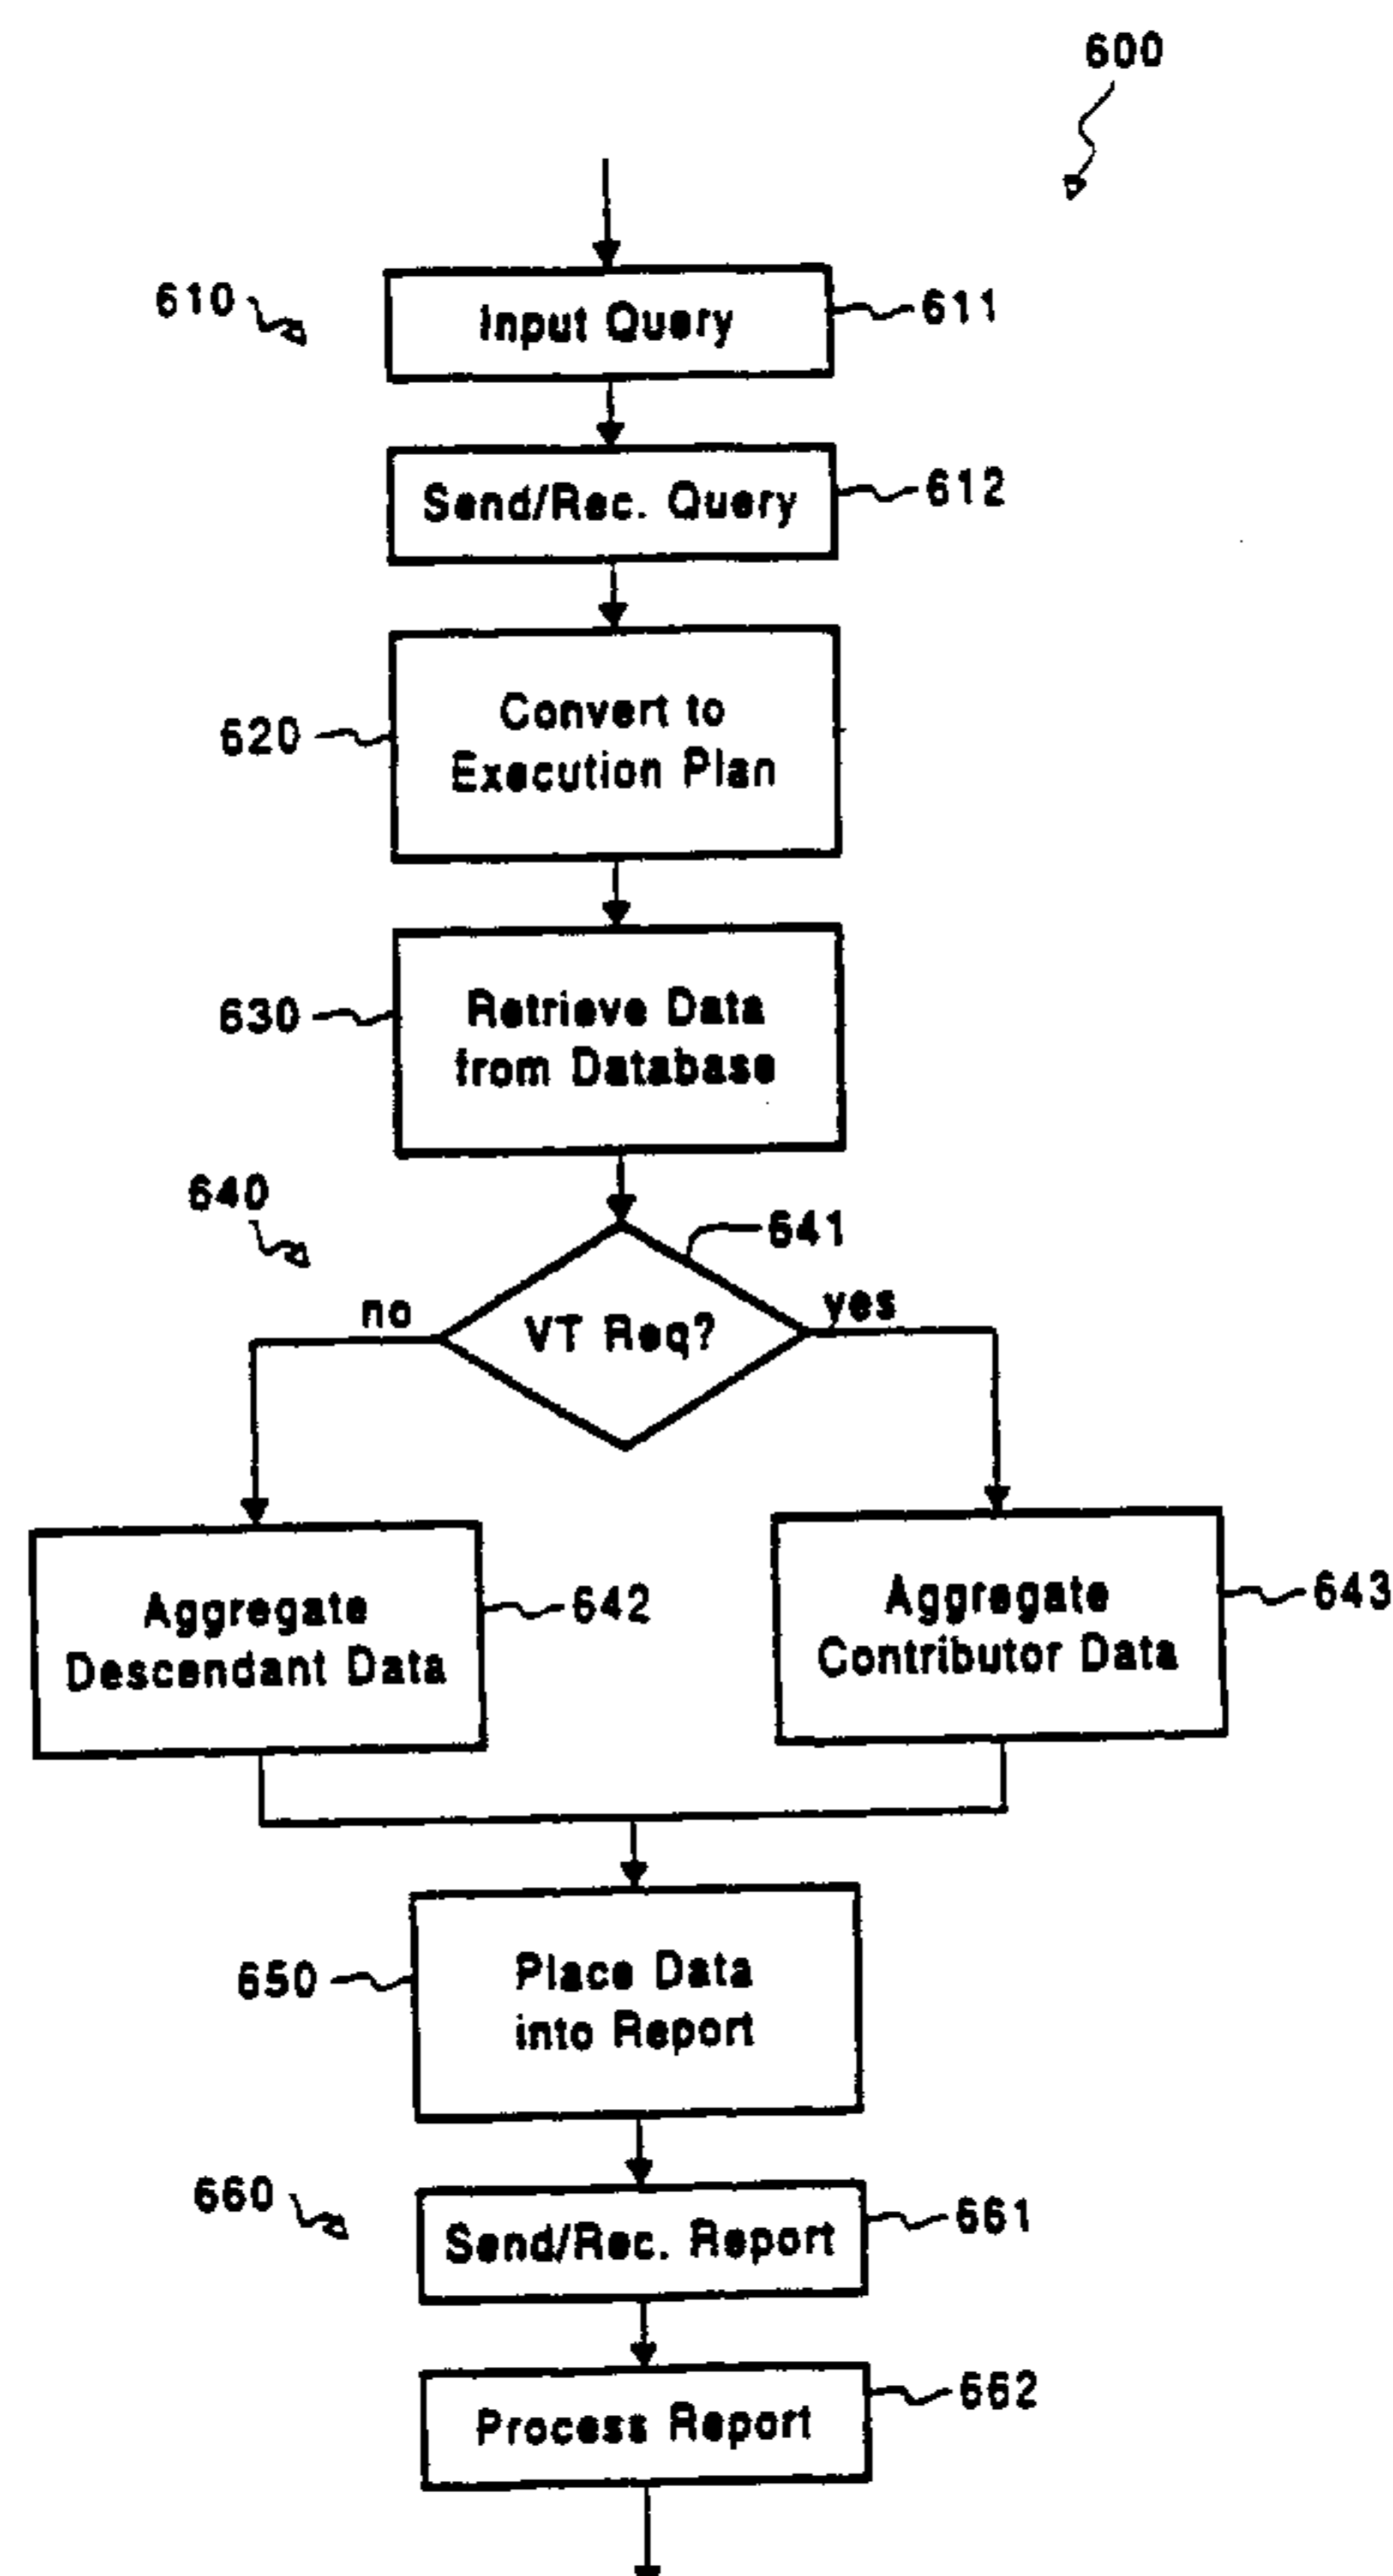 600
610
Input Query
611
Send/Rec. Query
612
620
Convert to
Execution Plan
630
Retrieve Data
from Database
640
641
no
VT Req?
yes
Aggregate
Descendant Data
642
Aggregate
Contributor Data
643
650
Place Data
into Report
660
Send/Rec. Report
661
Process Report
662